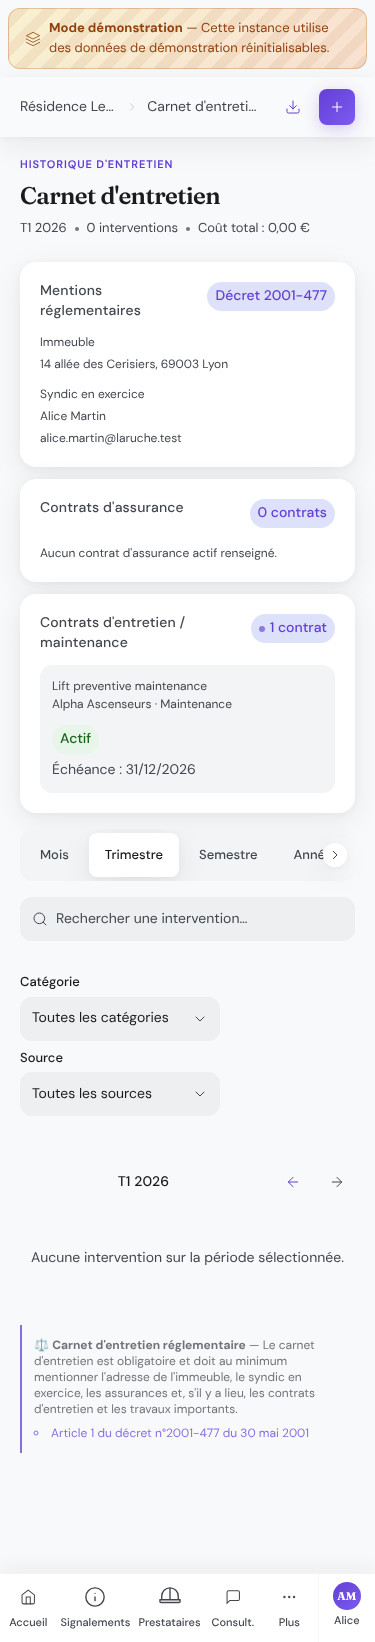 Mode démonstration — Cette instance utilise
des données de démonstration réinitialisables.
Résidence Le... > Carnet d'entreti...
HISTORIQUE D'ENTRETIEN
Carnet d'entretien
T1 2026 • 0 interventions • Coût total : 0,00 €
Mentions
réglementaires
Décret 2001-477
Immeuble
14 allée des Cerisiers, 69003 Lyon
Syndic en exercice
Alice Martin
alice.martin@laruche.test
Contrats d'assurance
0 contrats
Aucun contrat d'assurance actif renseigné.
Contrats d'entretien /
maintenance
1 contrat
Lift preventive maintenance
Alpha Ascenseurs · Maintenance
Actif
Échéance : 31/12/2026
Mois Trimestre Semestre Anné
Rechercher une intervention...
Catégorie
Toutes les catégories
Source
Toutes les sources
T1 2026
Aucune intervention sur la période sélectionnée.
⚖️ Carnet d'entretien réglementaire — Le carnet
d'entretien est obligatoire et doit au minimum
mentionner l'adresse de l'immeuble, le syndic en
exercice, les assurances et, s'il y a lieu, les contrats
d'entretien et les travaux importants.
Article 1 du décret n°2001-477 du 30 mai 2001
AM
Accueil Signalements Prestataires Consult. Plus Alice